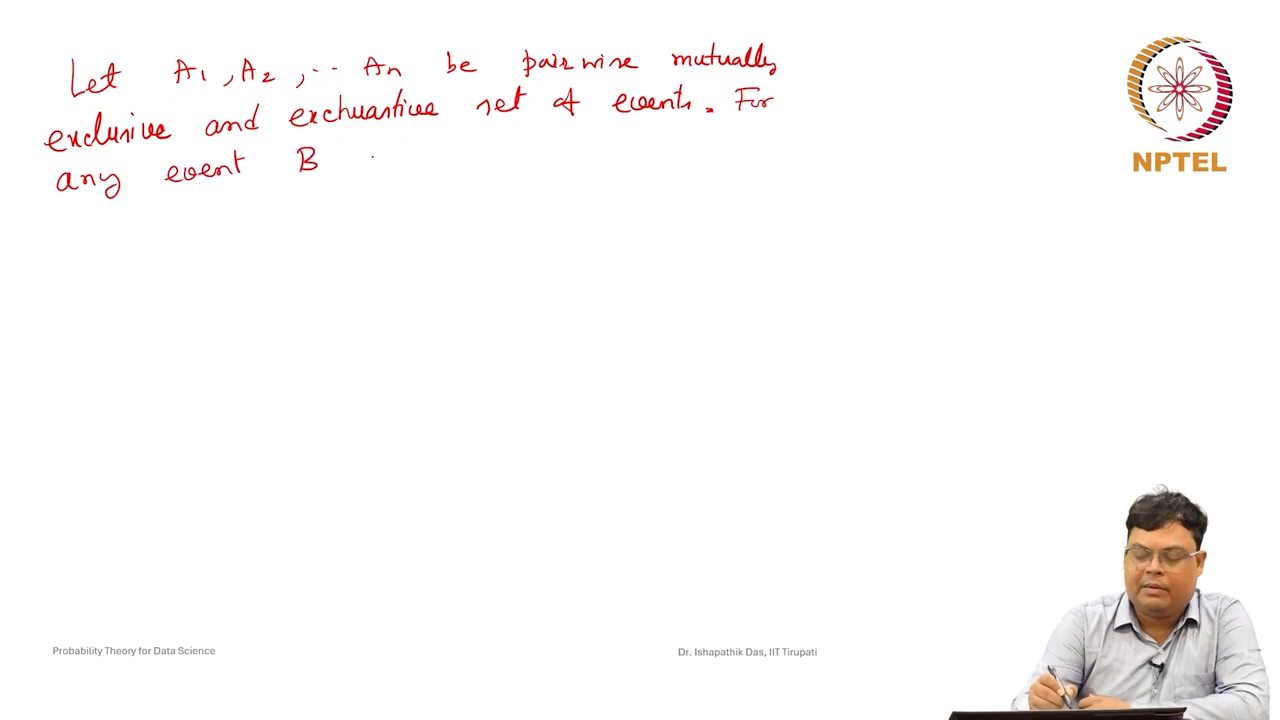 Let A1, A2, ... An be pairwise mutually
exclusive and exchuastive set of events. For
any event B
NPTEL
Probability Theory for Data Science
Dr. Ishapathik Das, IIT Tirupati